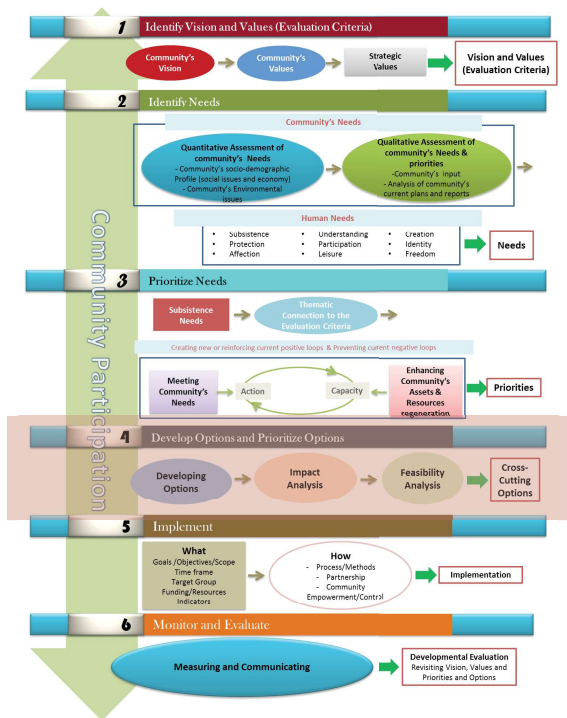 1 Identify Vision and Values (Evaluation Criteria)
Community's
Vision
Community's
Values
Strategic
Values
Vision and Values
(Evaluation Criteria)
2 Identify Needs
Community's Needs
Quantitative Assessment of
community's Needs
- Community's socio-demographic
Profile (social issues and economy)
- Community's Environmental
issues
Qualitative Assessment of
community's Needs &
priorities
-Community's input
- Analysis of community's
current plans and reports
Human Needs
• Subsistence
• Protection
• Affection
• Understanding
• Participation
• Leisure
• Creation
• Identity
• Freedom
Needs
Community Participation
3 Prioritize Needs
Subsistence
Needs
Thematic
Connection to the
Evaluation Criteria
Creating new or reinforcing current positive loops & Preventing current negative loops
Meeting
Community's
Needs
Action
Capacity
Enhancing
Community's
Assets &
Resources
regeneration
Priorities
4 Develop Options and Prioritize Options
Developing
Options
Impact
Analysis
Feasibility
Analysis
Cross-
Cutting
Options
5 Implement
What
Goals /Objectives/Scope
Time frame
Target Group
Funding/Resources
Indicators
How
- Process/Methods
- Partnership
- Community
Empowerment/Control
Implementation
6 Monitor and Evaluate
Measuring and Communicating
Developmental Evaluation
Revisiting Vision, Values and
Priorities and Options